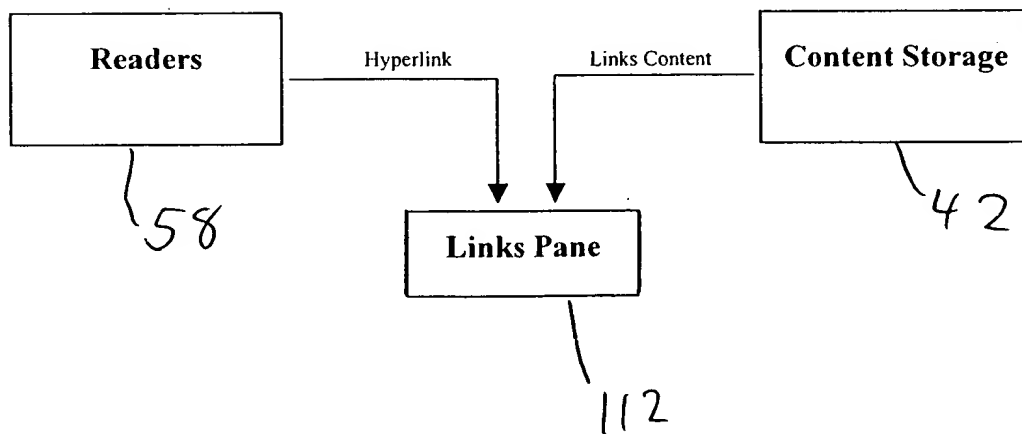 Readers
Hyperlink
Links Content
Content Storage
58
42
Links Pane
112